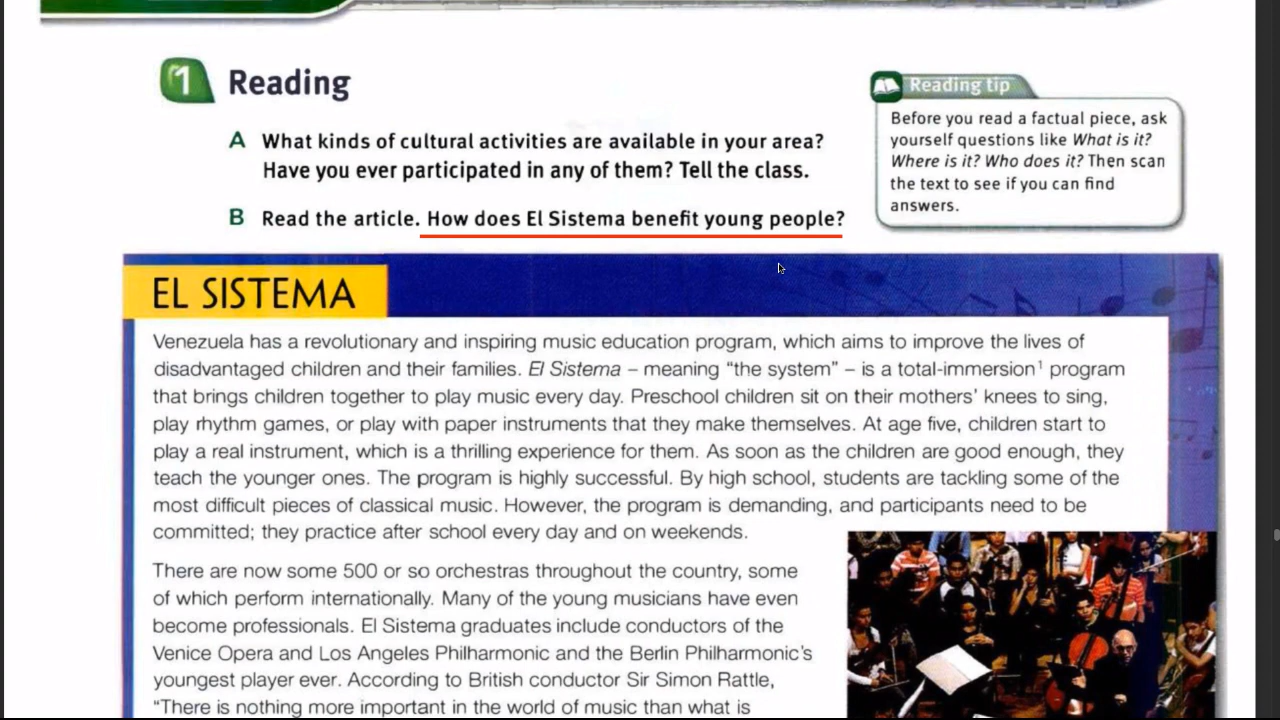 1 Reading
A What kinds of cultural activities are available in your area?
Have you ever participated in any of them? Tell the class.
B Read the article. How does El Sistema benefit young people?
Reading tip
Before you read a factual piece, ask
yourself questions like What is it?
Where is it? Who does it? Then scan
the text to see if you can find
answers.
EL SISTEMA
Venezuela has a revolutionary and inspiring music education program, which aims to improve the lives of
disadvantaged children and their families. El Sistema – meaning "the system" – is a total-immersion¹ program
that brings children together to play music every day. Preschool children sit on their mothers' knees to sing,
play rhythm games, or play with paper instruments that they make themselves. At age five, children start to
play a real instrument, which is a thrilling experience for them. As soon as the children are good enough, they
teach the younger ones. The program is highly successful. By high school, students are tackling some of the
most difficult pieces of classical music. However, the program is demanding, and participants need to be
committed; they practice after school every day and on weekends.
There are now some 500 or so orchestras throughout the country, some
of which perform internationally. Many of the young musicians have even
become professionals. El Sistema graduates include conductors of the
Venice Opera and Los Angeles Philharmonic and the Berlin Philharmonic's
youngest player ever. According to British conductor Sir Simon Rattle,
"There is nothing more important in the world of music than what is